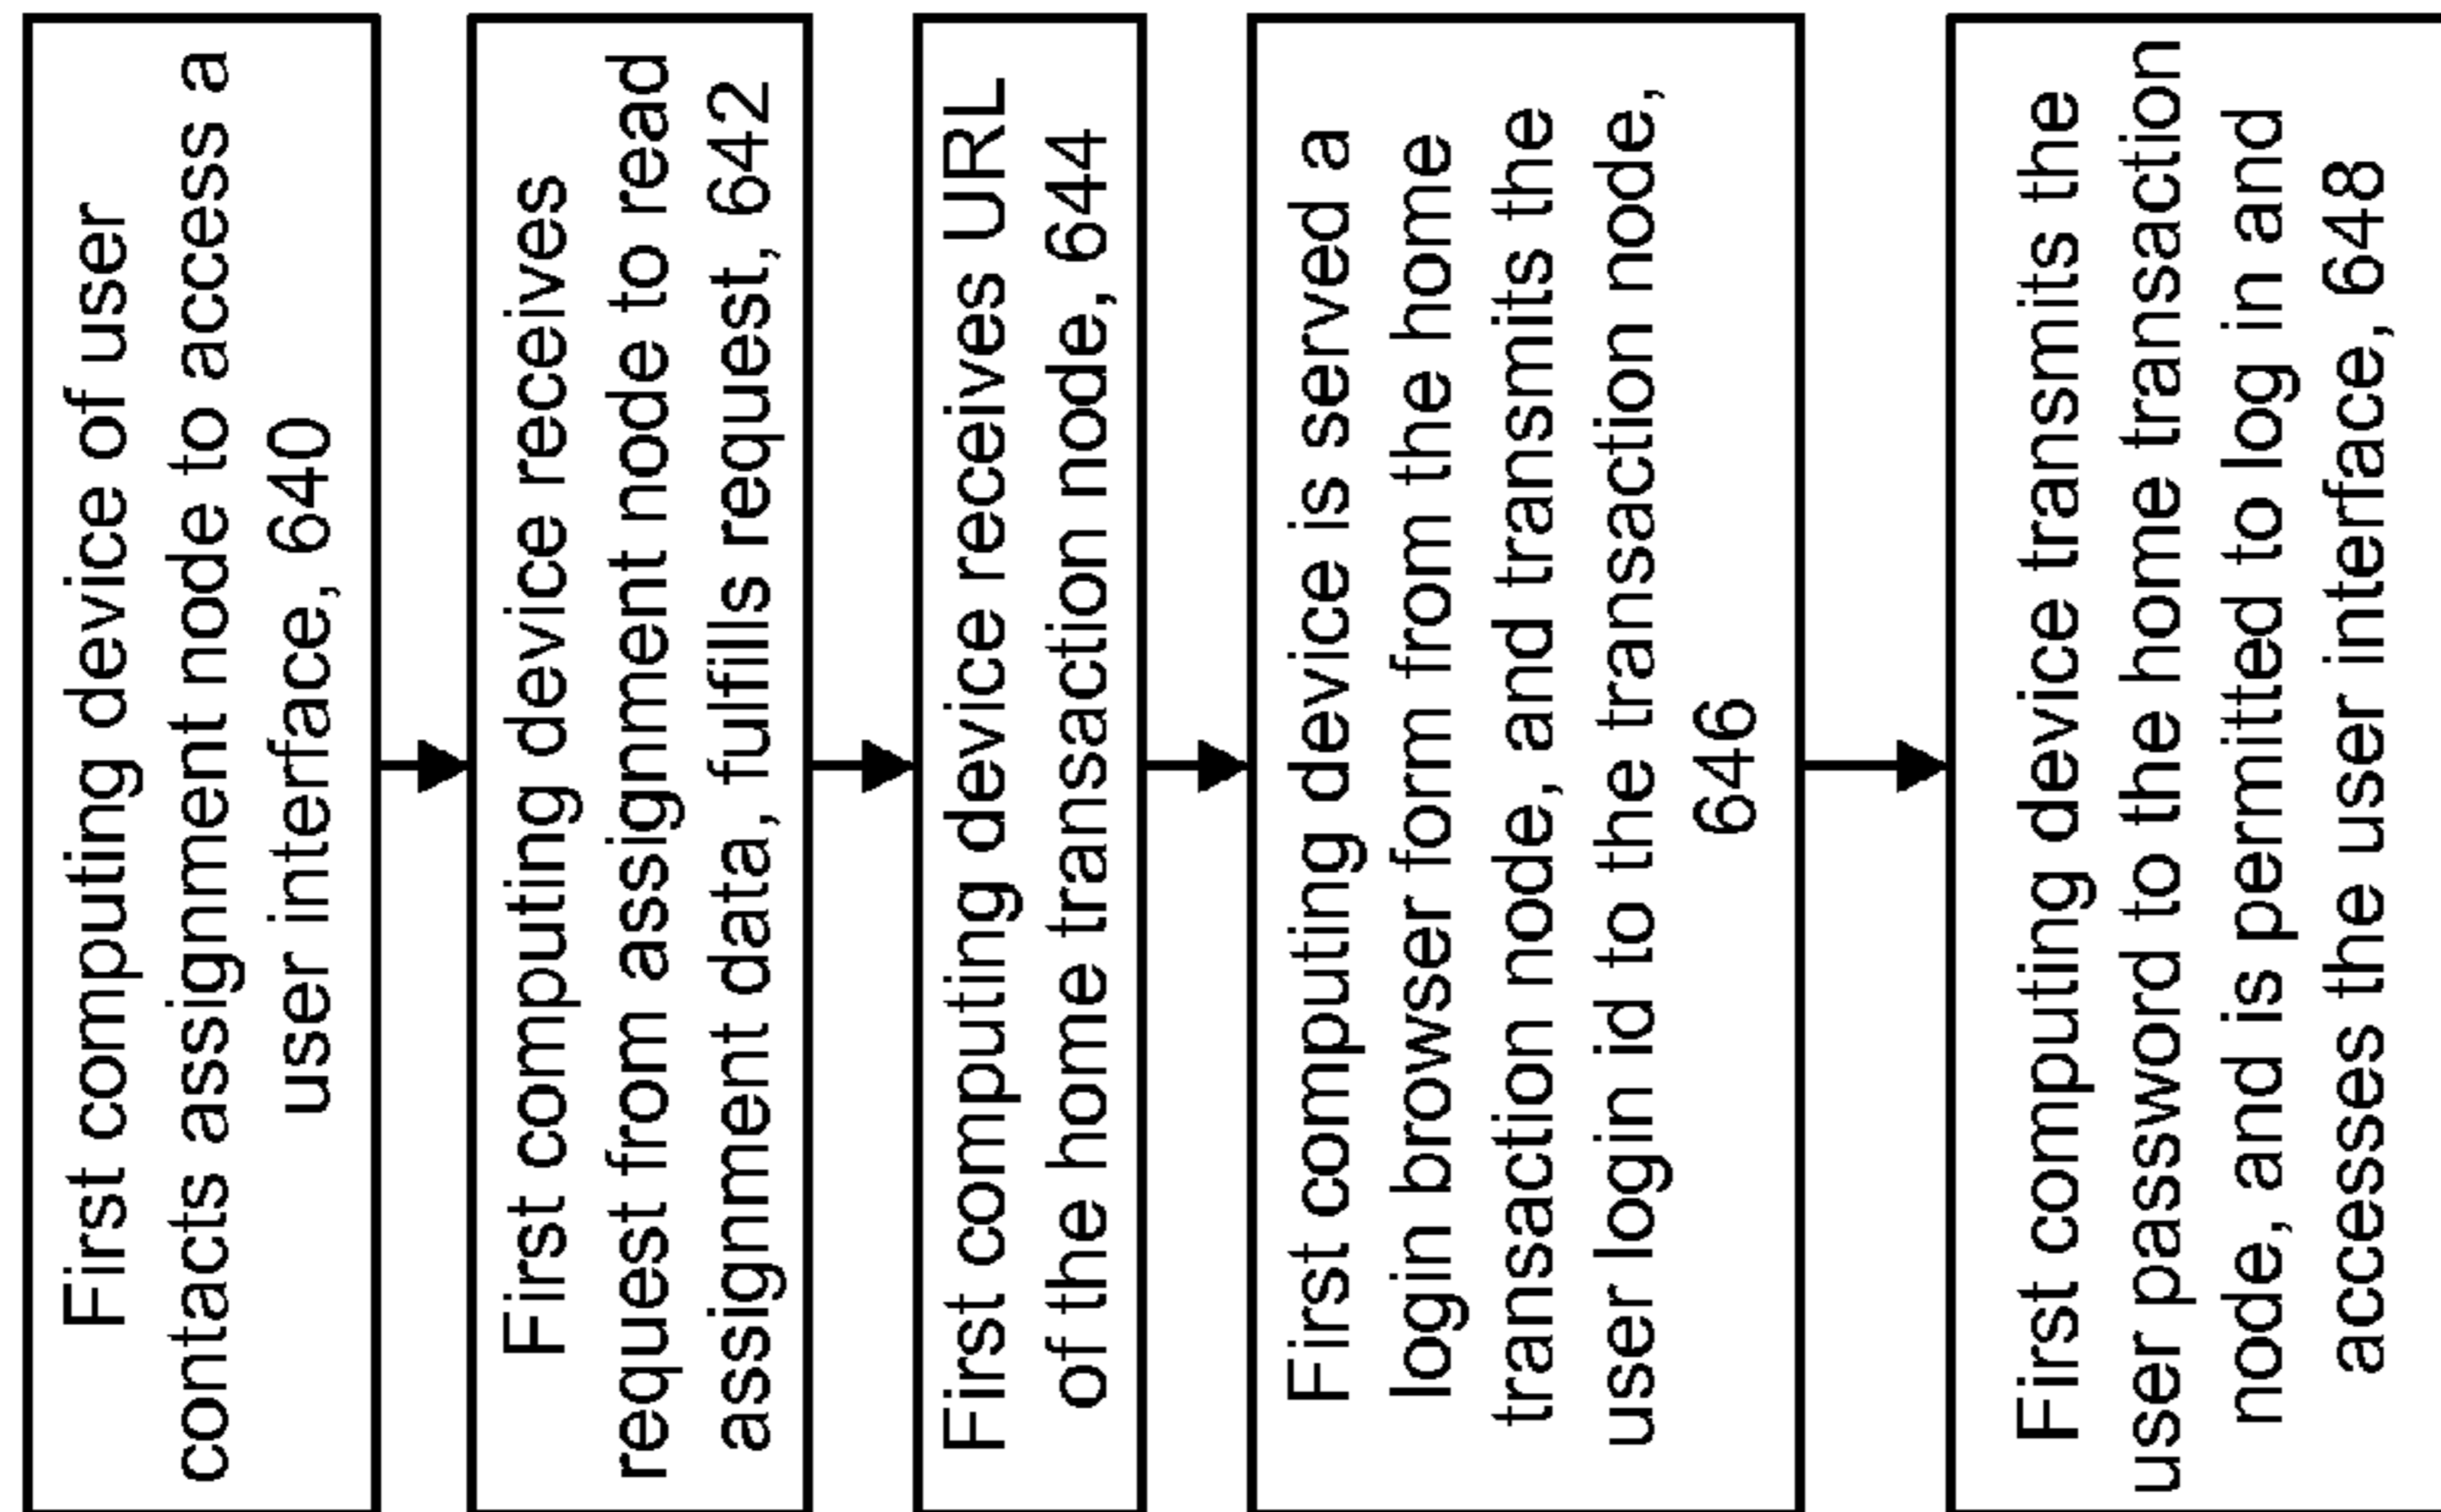 First computing device of user
contacts assignment node to access a
user interface, 640
First computing device receives
request from assignment node to read
assignment data, fulfills request, 642
First computing device receives URL
of the home transaction node, 644
First computing device is served a
login browser form from the home
transaction node, and transmits the
user login id to the transaction node,
646
First computing device transmits the
user password to the home transaction
node, and is permitted to log in and
accesses the user interface, 648